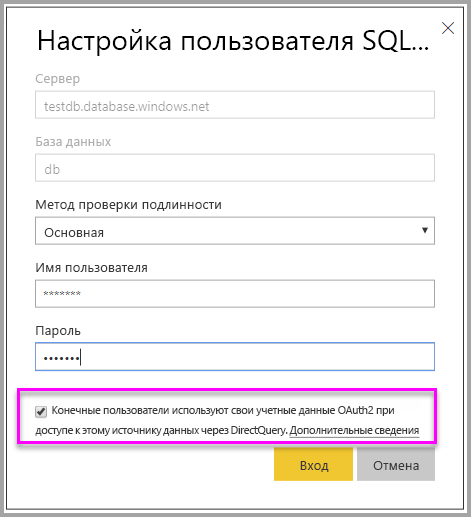 Настройка пользователя SQL...
Сервер
testdb.database.windows.net
База данных
db
Метод проверки подлинности
Основная
Имя пользователя
*******
Пароль
•••••••
Конечные пользователи используют свои учетные данные OAuth2 при
доступе к этому источнику данных через DirectQuery. Дополнительные сведения
Вход Отмена